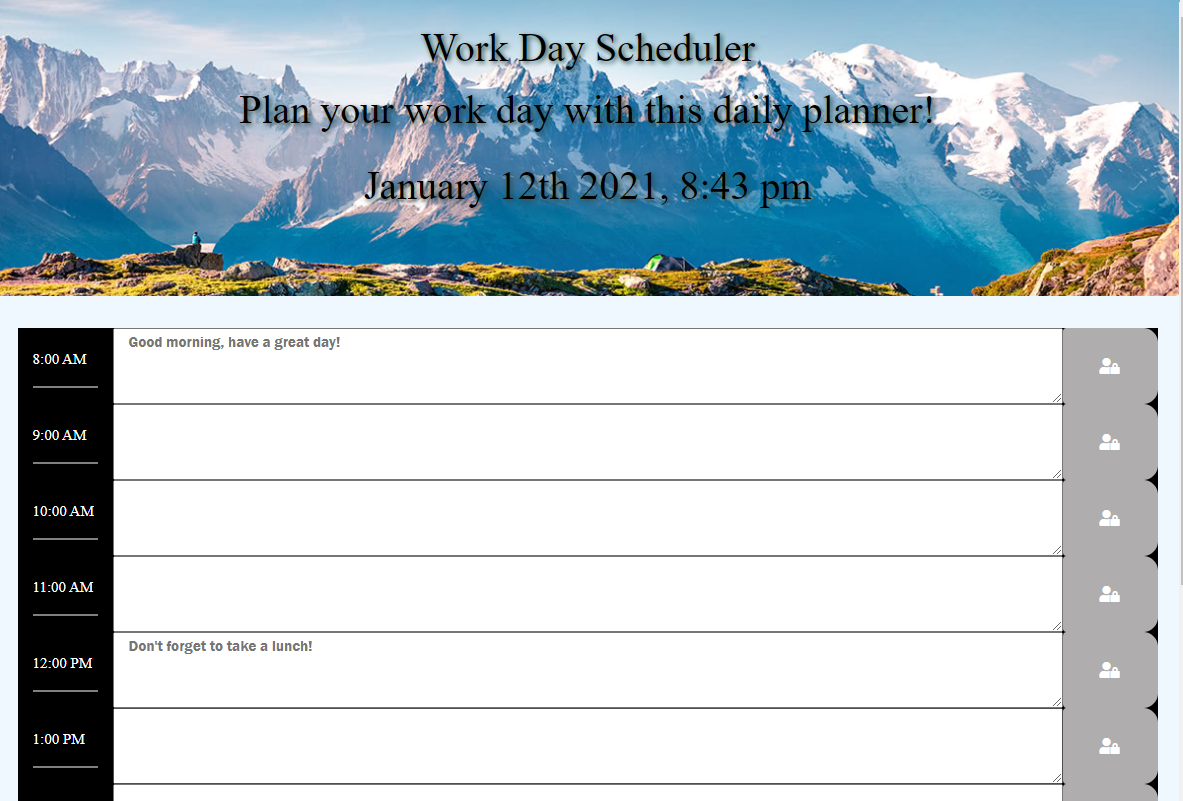 Work Day Scheduler
Plan your work day with this daily planner!
January 12th 2021, 8:43 pm
8:00 AM
Good morning, have a great day!
9:00 AM
10:00 AM
11:00 AM
12:00 PM
Don't forget to take a lunch!
1:00 PM